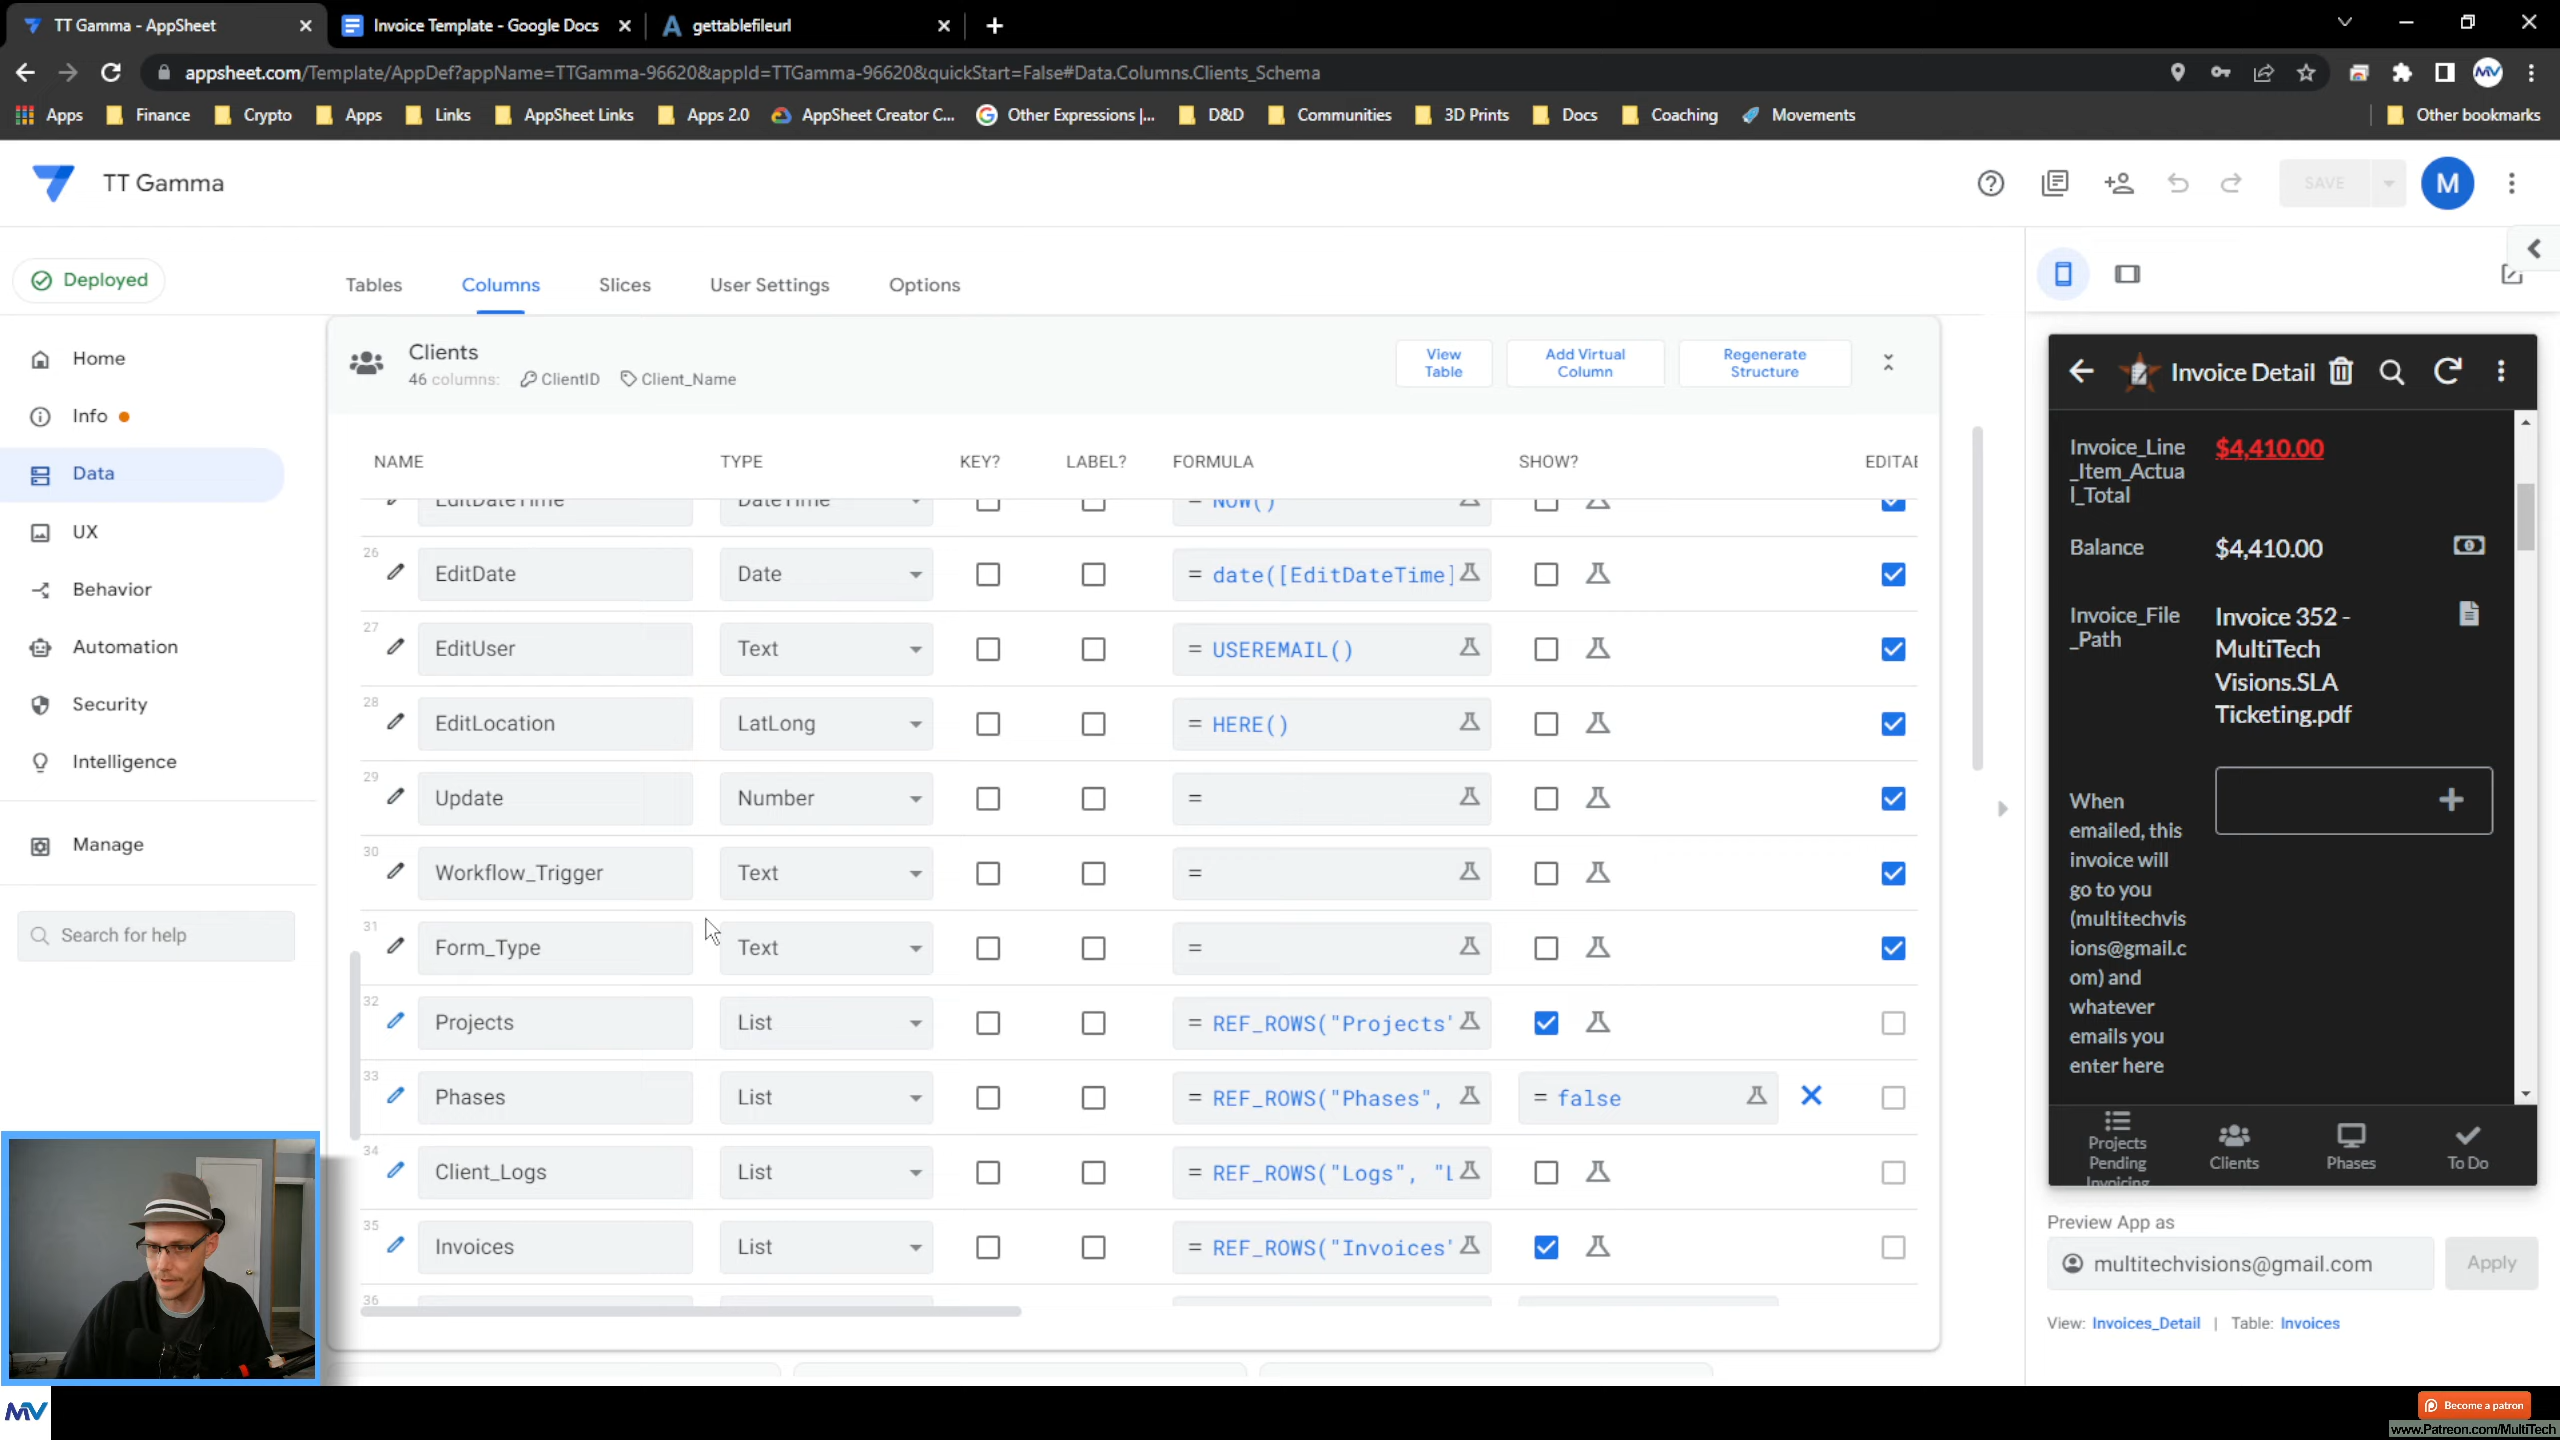 TT Gamma - AppSheet
Invoice Template - Google Docs
gettablefileurl
appsheet.com/Template/AppDef?appName=TTGamma-96620&appId=TTGamma-96620&quickStart=False#Data.Columns.Clients_Schema
Apps Finance Crypto Apps Links AppSheet Links Apps 2.0 AppSheet Creator C... Other Expressions |... D&D Communities 3D Prints Docs Coaching Movements Other bookmarks
TT Gamma
SAVE
M
Deployed
Tables Columns Slices User Settings Options
Home
Info
Data
UX
Behavior
Automation
Security
Intelligence
Manage
Search for help
Clients
46 columns: ClientID Client_Name
View Table
Add Virtual Column
Regenerate Structure
NAME TYPE KEY? LABEL? FORMULA SHOW? EDITAB
EditDateTime DateTime = NOW()
26 EditDate Date = date([EditDateTime]
27 EditUser Text = USEREMAIL()
28 EditLocation LatLong = HERE()
29 Update Number =
30 Workflow_Trigger Text =
31 Form_Type Text =
32 Projects List = REF_ROWS("Projects"
33 Phases List = REF_ROWS("Phases", = false
34 Client_Logs List = REF_ROWS("Logs", "L
35 Invoices List = REF_ROWS("Invoices"
36
Invoice Detail
Invoice_Line
_Item_Actua
l_Total
$4,410.00
Balance
$4,410.00
Invoice_File
_Path
Invoice 352 -
MultiTech
Visions.SLA
Ticketing.pdf
When
emailed, this
invoice will
go to you
(multitechvis
ions@gmail.c
om) and
whatever
emails you
enter here
Projects
Pending
Invoicing
Clients
Phases
To Do
Preview App as
multitechvisions@gmail.com
Apply
View: Invoices_Detail | Table: Invoices
MV
Become a patron
www.Patreon.com/MultiTech